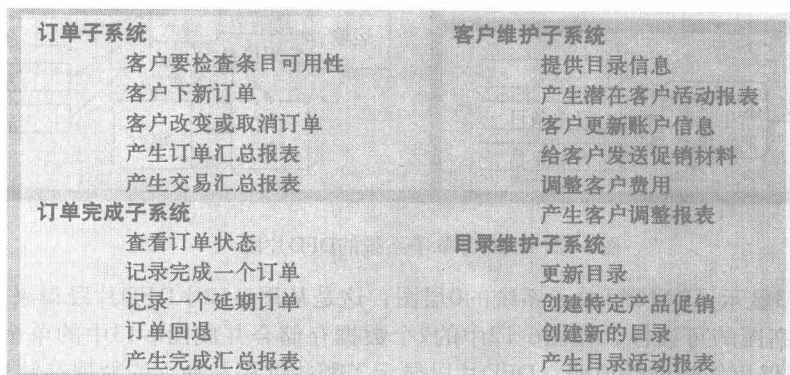 订单子系统
客户要检查条目可用性
客户下新订单
客户改变或取消订单
产生订单汇总报表
产生交易汇总报表
订单完成子系统
查看订单状态
记录完成一个订单
记录一个延期订单
订单回退
产生完成汇总报表
客户维护子系统
提供目录信息
产生潜在客户活动报表
客户更新账户信息
给客户发送促销材料
调整客户费用
产生客户调整报表
目录维护子系统
更新目录
创建特定产品促销
创建新的目录
产生目录活动报表